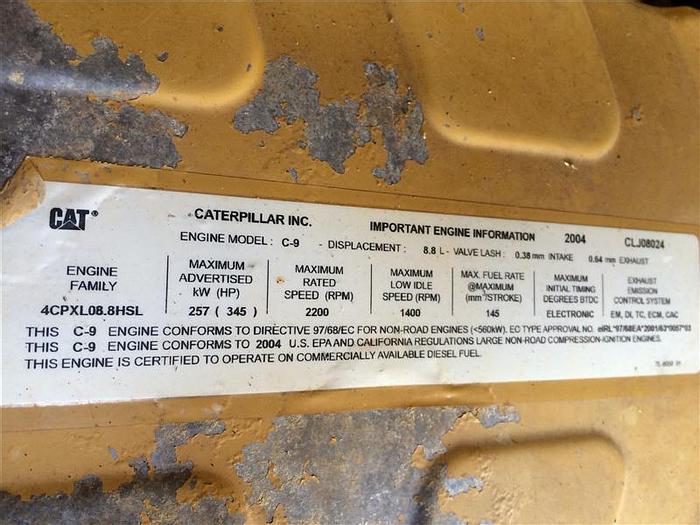 CAT® CATERPILLAR INC. IMPORTANT ENGINE INFORMATION 2004 CLJ08024
ENGINE MODEL: C-9 - DISPLACEMENT: 8.8 L - VALVE LASH: 0.38 mm INTAKE 0.64 mm EXHAUST
ENGINE FAMILY
4CPXL08.8HSL
MAXIMUM ADVERTISED kW (HP)
257 ( 345 )
MAXIMUM RATED SPEED (RPM)
2200
MAXIMUM LOW IDLE SPEED (RPM)
1400
MAX. FUEL RATE @MAXIMUM (mm³/STROKE)
145
MAXIMUM INITIAL TIMING DEGREES BTDC
ELECTRONIC
EXHAUST EMISSION CONTROL SYSTEM
EM, DI, TC, ECM, CAC
THIS C-9 ENGINE CONFORMS TO DIRECTIVE 97/68/EC FOR NON-ROAD ENGINES (<560kW). EC TYPE APPROVAL NO.
THIS C-9 ENGINE CONFORMS TO 2004 U.S. EPA AND CALIFORNIA REGULATIONS LARGE NON-ROAD COMPRESSION-IGNITION ENGINES.
THIS ENGINE IS CERTIFIED TO OPERATE ON COMMERCIALLY AVAILABLE DIESEL FUEL.